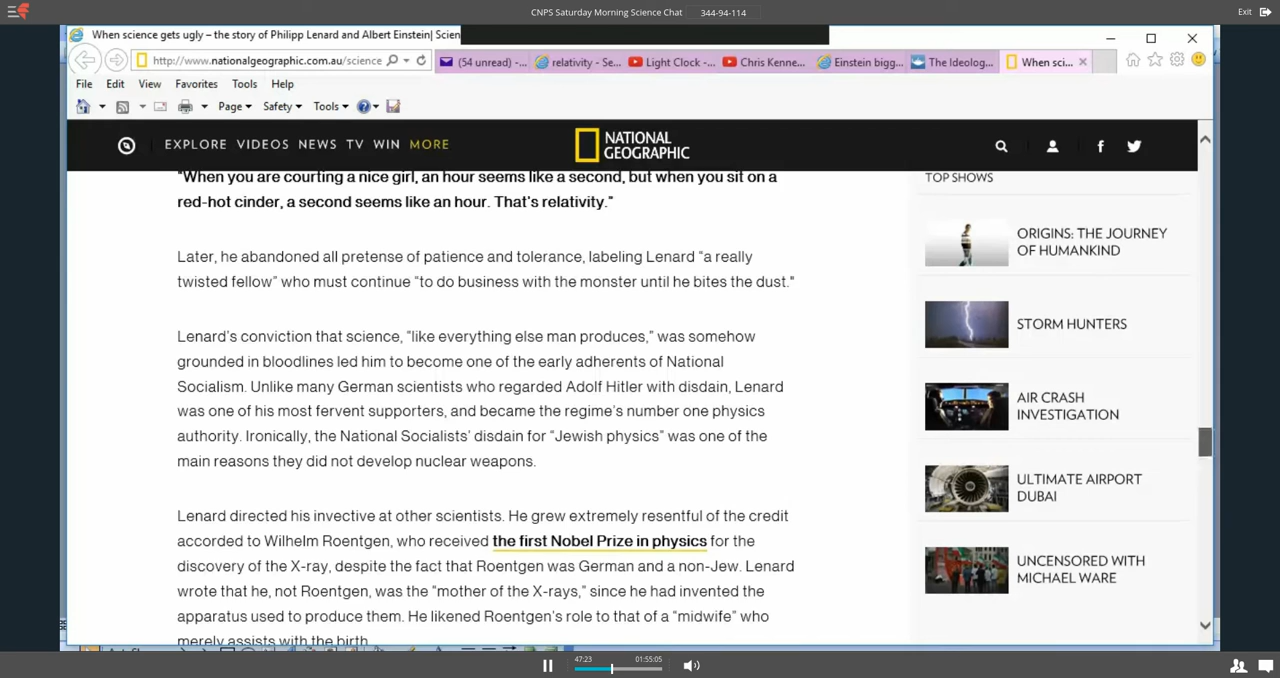 CNPS Saturday Morning Science Chat
344-94-114
Exit
When science gets ugly – the story of Philipp Lenard and Albert Einstein| Scien
http://www.nationalgeographic.com.au/science
(54 unread) -...
relativity - Se...
Light Clock -...
Chris Kenne...
Einstein bigg...
The Ideolog...
When sci...
File Edit View Favorites Tools Help
Page Safety Tools
EXPLORE VIDEOS NEWS TV WIN MORE
NATIONAL
GEOGRAPHIC
"When you are courting a nice girl, an hour seems like a second, but when you sit on a
red-hot cinder, a second seems like an hour. That's relativity."
Later, he abandoned all pretense of patience and tolerance, labeling Lenard "a really
twisted fellow" who must continue "to do business with the monster until he bites the dust."
Lenard's conviction that science, "like everything else man produces," was somehow
grounded in bloodlines led him to become one of the early adherents of National
Socialism. Unlike many German scientists who regarded Adolf Hitler with disdain, Lenard
was one of his most fervent supporters, and became the regime's number one physics
authority. Ironically, the National Socialists' disdain for "Jewish physics" was one of the
main reasons they did not develop nuclear weapons.
Lenard directed his invective at other scientists. He grew extremely resentful of the credit
accorded to Wilhelm Roentgen, who received the first Nobel Prize in physics for the
discovery of the X-ray, despite the fact that Roentgen was German and a non-Jew. Lenard
wrote that he, not Roentgen, was the "mother of the X-rays," since he had invented the
apparatus used to produce them. He likened Roentgen's role to that of a "midwife" who
merely assists with the birth.
TOP SHOWS
ORIGINS: THE JOURNEY
OF HUMANKIND
STORM HUNTERS
AIR CRASH
INVESTIGATION
ULTIMATE AIRPORT
DUBAI
UNCENSORED WITH
MICHAEL WARE
47:23
01:55:05